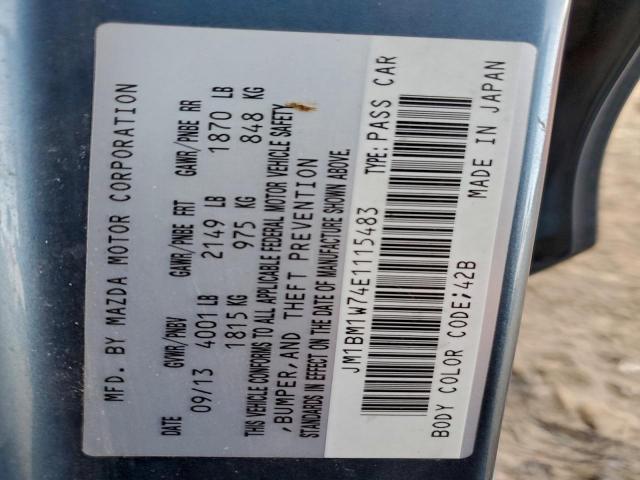 MFD. BY MAZDA MOTOR CORPORATION
DATE GVWR/PNBV GAWR/PNBE FRT GAWR/PNBE RR
09/13 4001 LB 2149 LB 1870 LB
1815 KG 975 KG 848 KG
THIS VEHICLE CONFORMS TO ALL APPLICABLE FEDERAL MOTOR VEHICLE SAFETY
, BUMPER, AND THEFT PREVENTION
STANDARDS IN EFFECT ON THE DATE OF MANUFACTURE SHOWN ABOVE.
JM1BM1W74E1115483 TYPE: PASS CAR
BODY COLOR CODE;42B MADE IN JAPAN